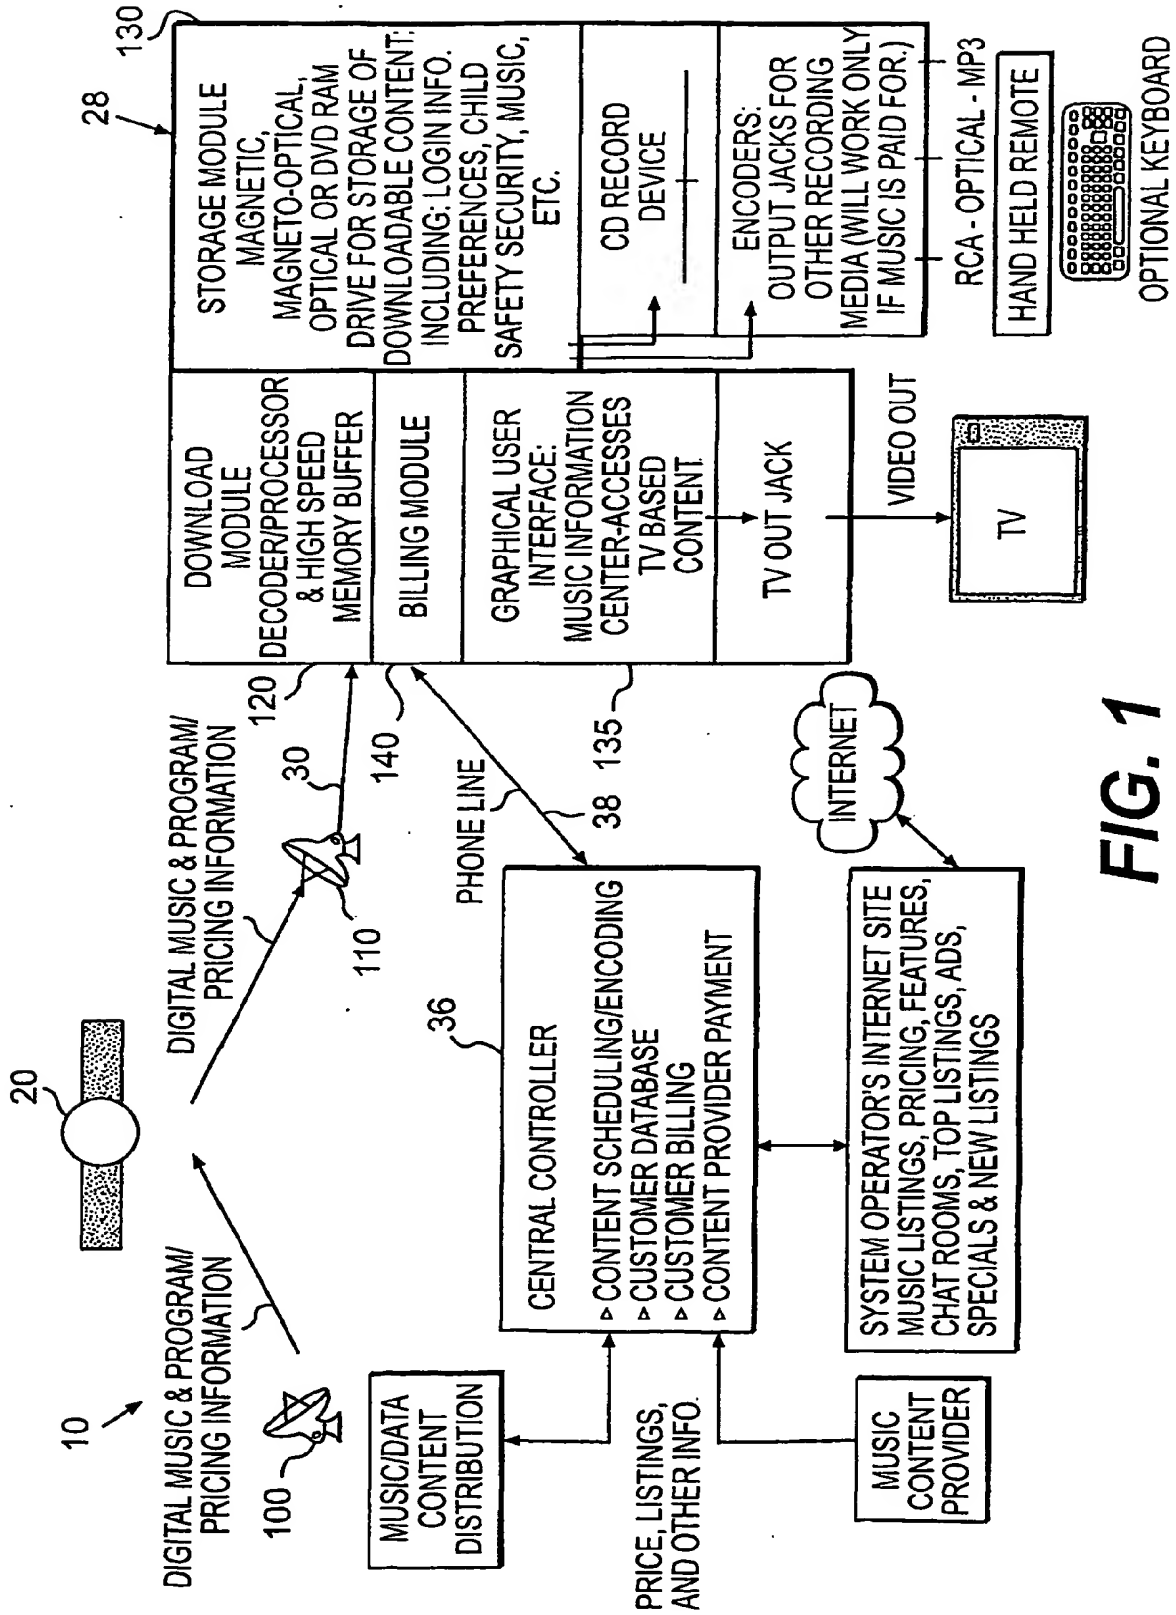 10
DIGITAL MUSIC & PROGRAM/
PRICING INFORMATION
100
20
DIGITAL MUSIC & PROGRAM/
PRICING INFORMATION
110
30
120
DOWNLOAD
MODULE
DECODER/PROCESSOR
& HIGH SPEED
MEMORY BUFFER
140
BILLING MODULE
135
GRAPHICAL USER
INTERFACE:
MUSIC INFORMATION
CENTER-ACCESSES
TV BASED
CONTENT
TV OUT JACK
VIDEO OUT
TV
28
130
STORAGE MODULE
MAGNETIC,
MAGNETO-OPTICAL,
OPTICAL OR DVD RAM
DRIVE FOR STORAGE OF
DOWNLOADABLE CONTENT;
INCLUDING: LOGIN INFO.
PREFERENCES, CHILD
SAFETY SECURITY, MUSIC,
ETC.
CD RECORD
DEVICE
ENCODERS:
OUTPUT JACKS FOR
OTHER RECORDING
MEDIA (WILL WORK ONLY
IF MUSIC IS PAID FOR.)
RCA - OPTICAL - MP3
HAND HELD REMOTE
OPTIONAL KEYBOARD
PHONE LINE
38
MUSIC/DATA
CONTENT
DISTRIBUTION
36
CENTRAL CONTROLLER
▹ CONTENT SCHEDULING/ENCODING
▹ CUSTOMER DATABASE
▹ CUSTOMER BILLING
▹ CONTENT PROVIDER PAYMENT
PRICE, LISTINGS,
AND OTHER INFO.
MUSIC
CONTENT
PROVIDER
SYSTEM OPERATOR'S INTERNET SITE
MUSIC LISTINGS, PRICING, FEATURES,
CHAT ROOMS, TOP LISTINGS, ADS,
SPECIALS & NEW LISTINGS
INTERNET
FIG. 1